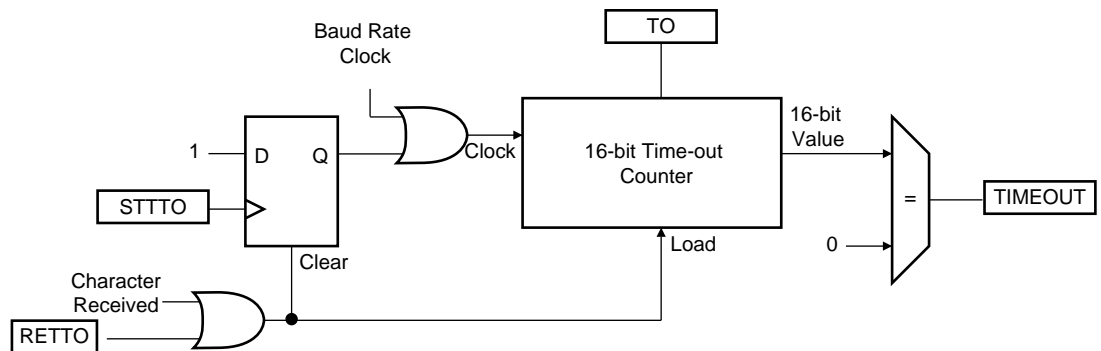 TO
Baud Rate
Clock
1
D
Q
Clock
16-bit Time-out
Counter
16-bit
Value
=
TIMEOUT
STTTO
0
Clear
Load
Character
Received
RETTO